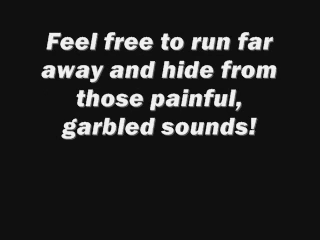 Feel free to run far
away and hide from
those painful,
garbled sounds!